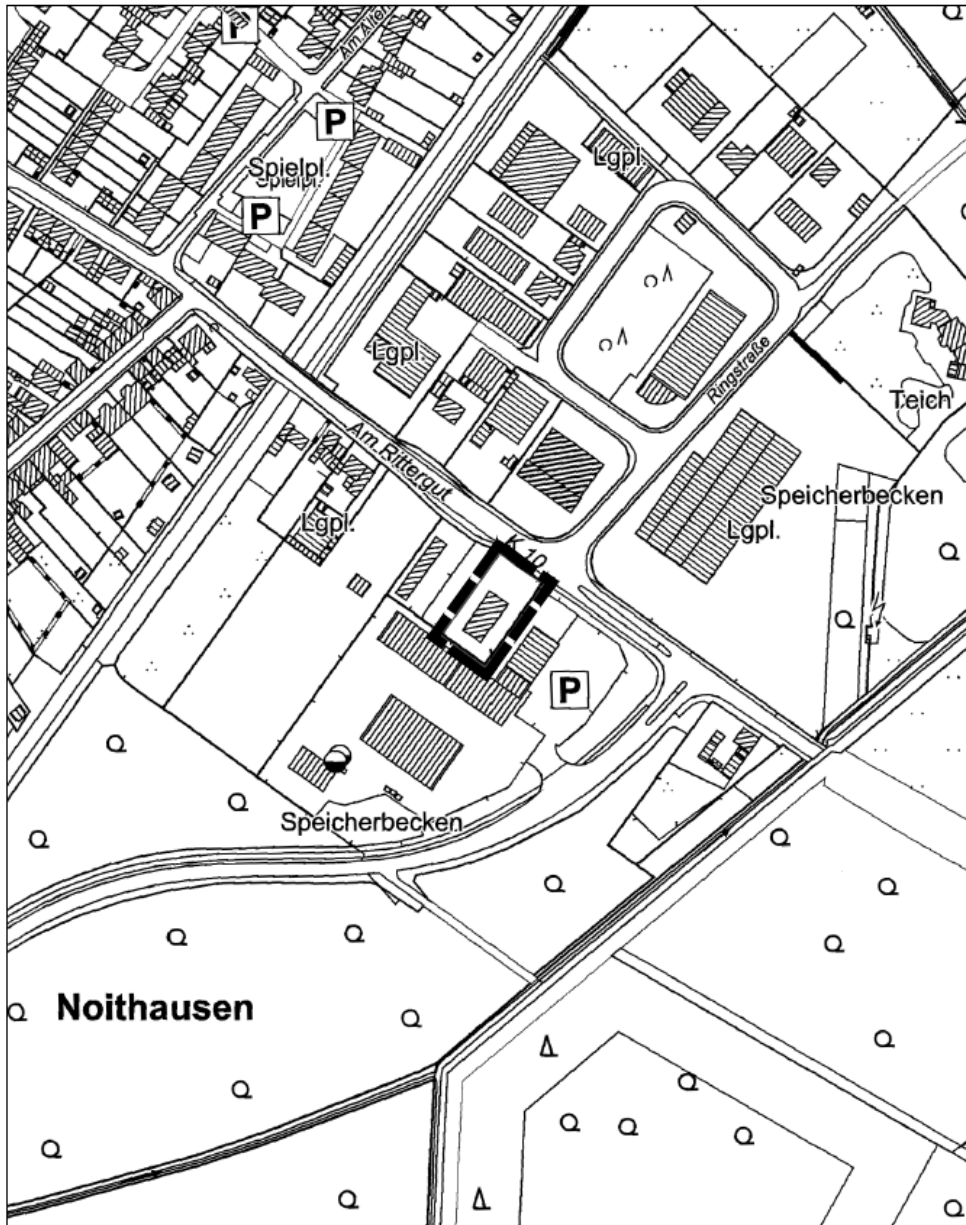 P
Am Alten
P
Spielpl.
Spielpl.
P
Lgpl.
Lgpl.
Ringstraße
Teich
Am Rittergut
Speicherbecken
Lgpl.
Lgpl.
K 10
P
Speicherbecken
Noithausen